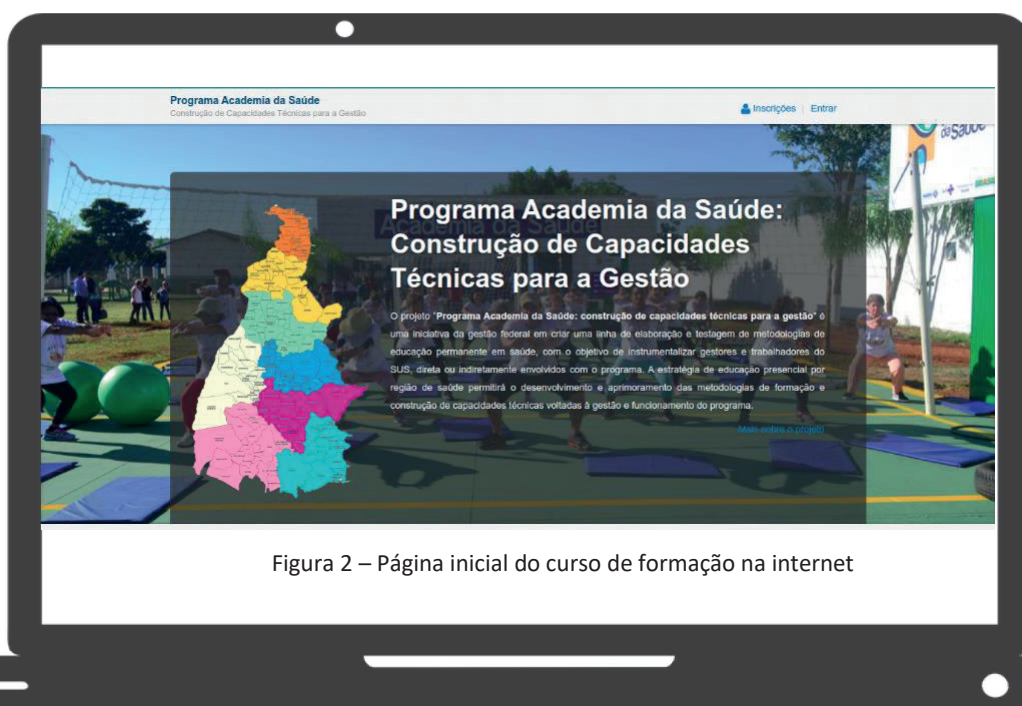 Programa Academia da Saúde
Construção de Capacidades Técnicas para a Gestão
Inscrições | Entrar
da Saúde
Academia da Saúde
Programa Academia da Saúde:
Construção de Capacidades
Técnicas para a Gestão
O projeto "Programa Academia da Saúde: construção de capacidades técnicas para a gestão" é
uma iniciativa da gestão federal em criar uma linha de elaboração e testagem de metodologias de
educação permanente em saúde, com o objetivo de instrumentalizar gestores e trabalhadores do
SUS, direta ou indiretamente envolvidos com o programa. A estratégia de educação presencial por
região de saúde permitirá o desenvolvimento e aprimoramento das metodologias de formação e
construção de capacidades técnicas voltadas à gestão e funcionamento do programa.
Mais sobre o projeto
Figura 2 – Página inicial do curso de formação na internet